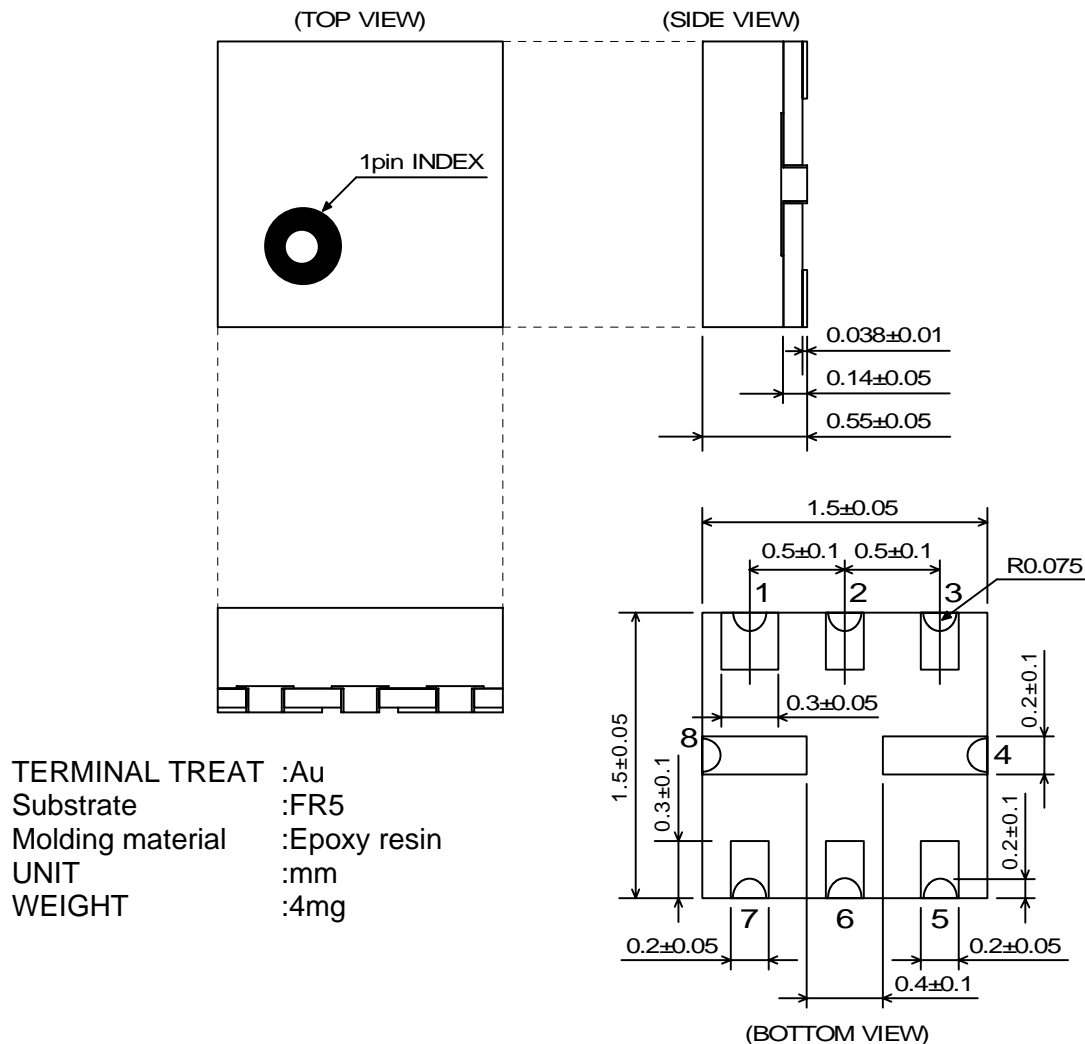 (TOP VIEW)
(SIDE VIEW)
1pin INDEX
0.038±0.01
0.14±0.05
0.55±0.05
1.5±0.05
0.5±0.1
0.5±0.1
R0.075
1
2
3
0.3±0.05
0.2±0.1
8
4
1.5±0.05
0.3±0.1
0.2±0.1
7
6
5
0.2±0.05
0.2±0.05
0.4±0.1
(BOTTOM VIEW)
TERMINAL TREAT :Au
Substrate :FR5
Molding material :Epoxy resin
UNIT :mm
WEIGHT :4mg